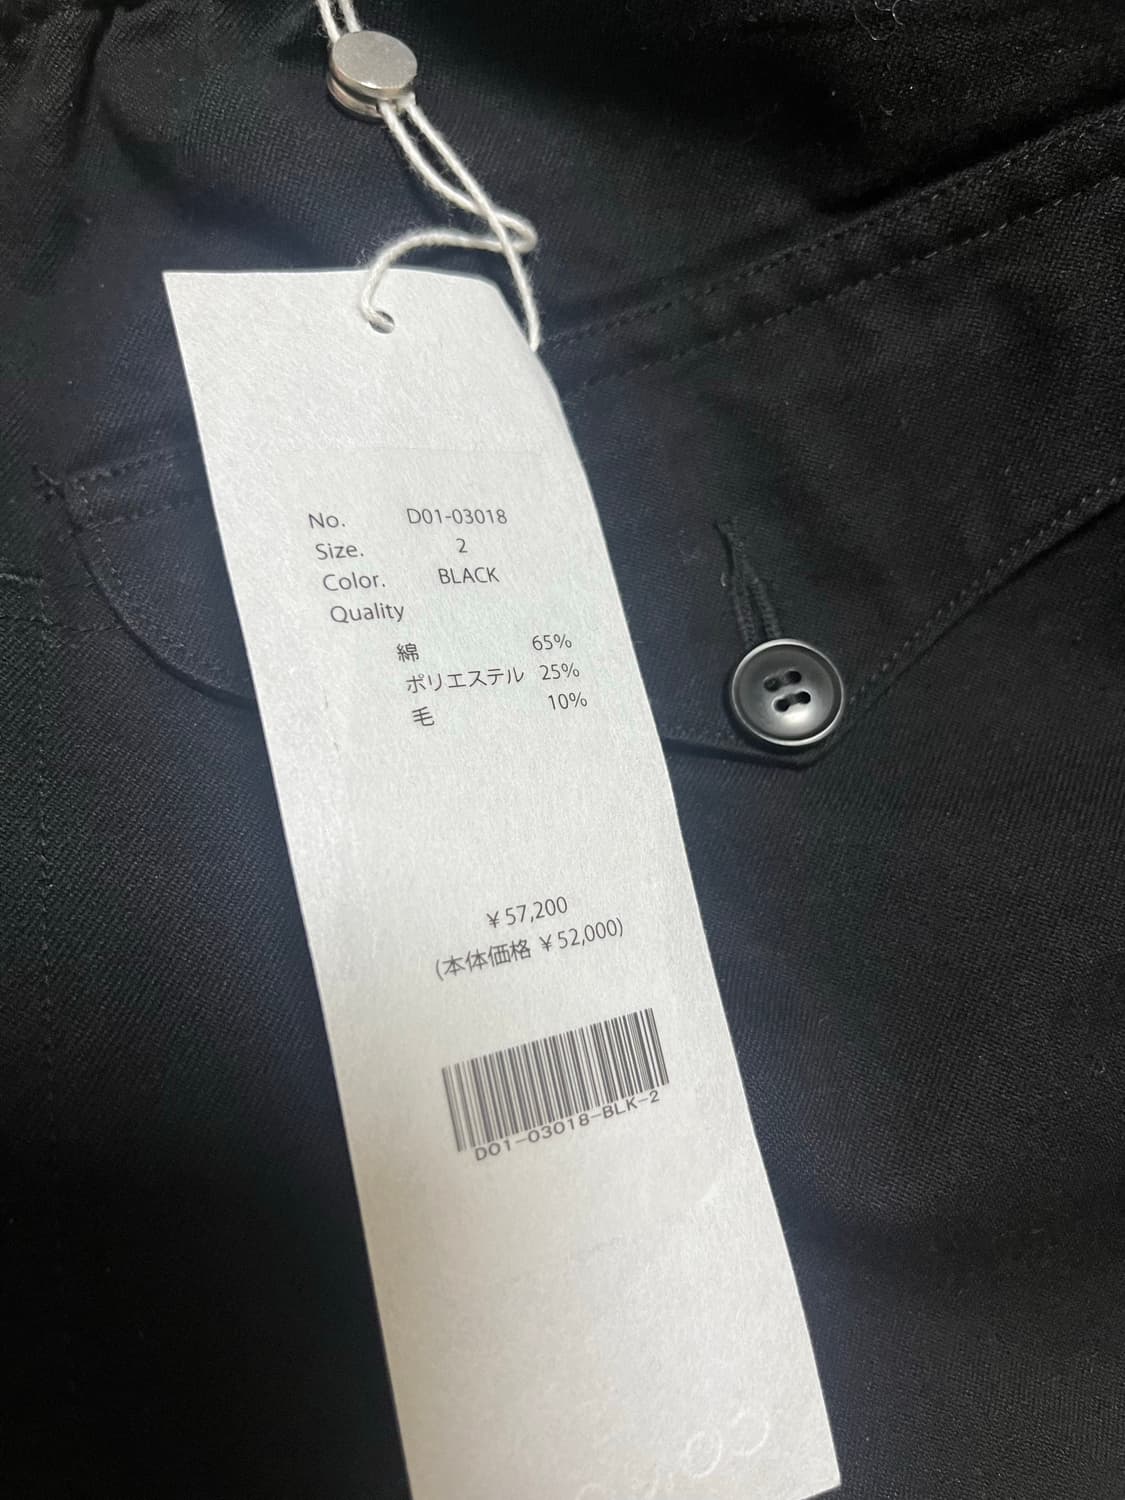 No. D01-03018
Size. 2
Color. BLACK
Quality
綿 65%
ポリエステル 25%
毛 10%
¥57,200
(本体価格 ¥52,000)
D01-03018-BLK-2